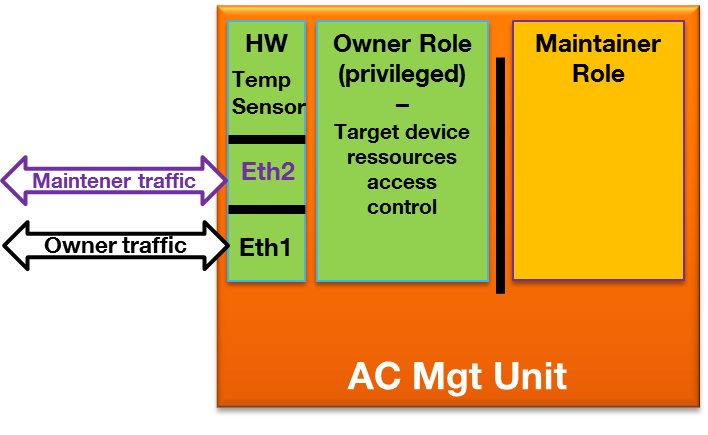 HW
Temp
Sensor
Eth2
Eth1
Owner Role
(privileged)
–
Target device
ressources
access
control
Maintainer
Role
Maintener traffic
Owner traffic
AC Mgt Unit